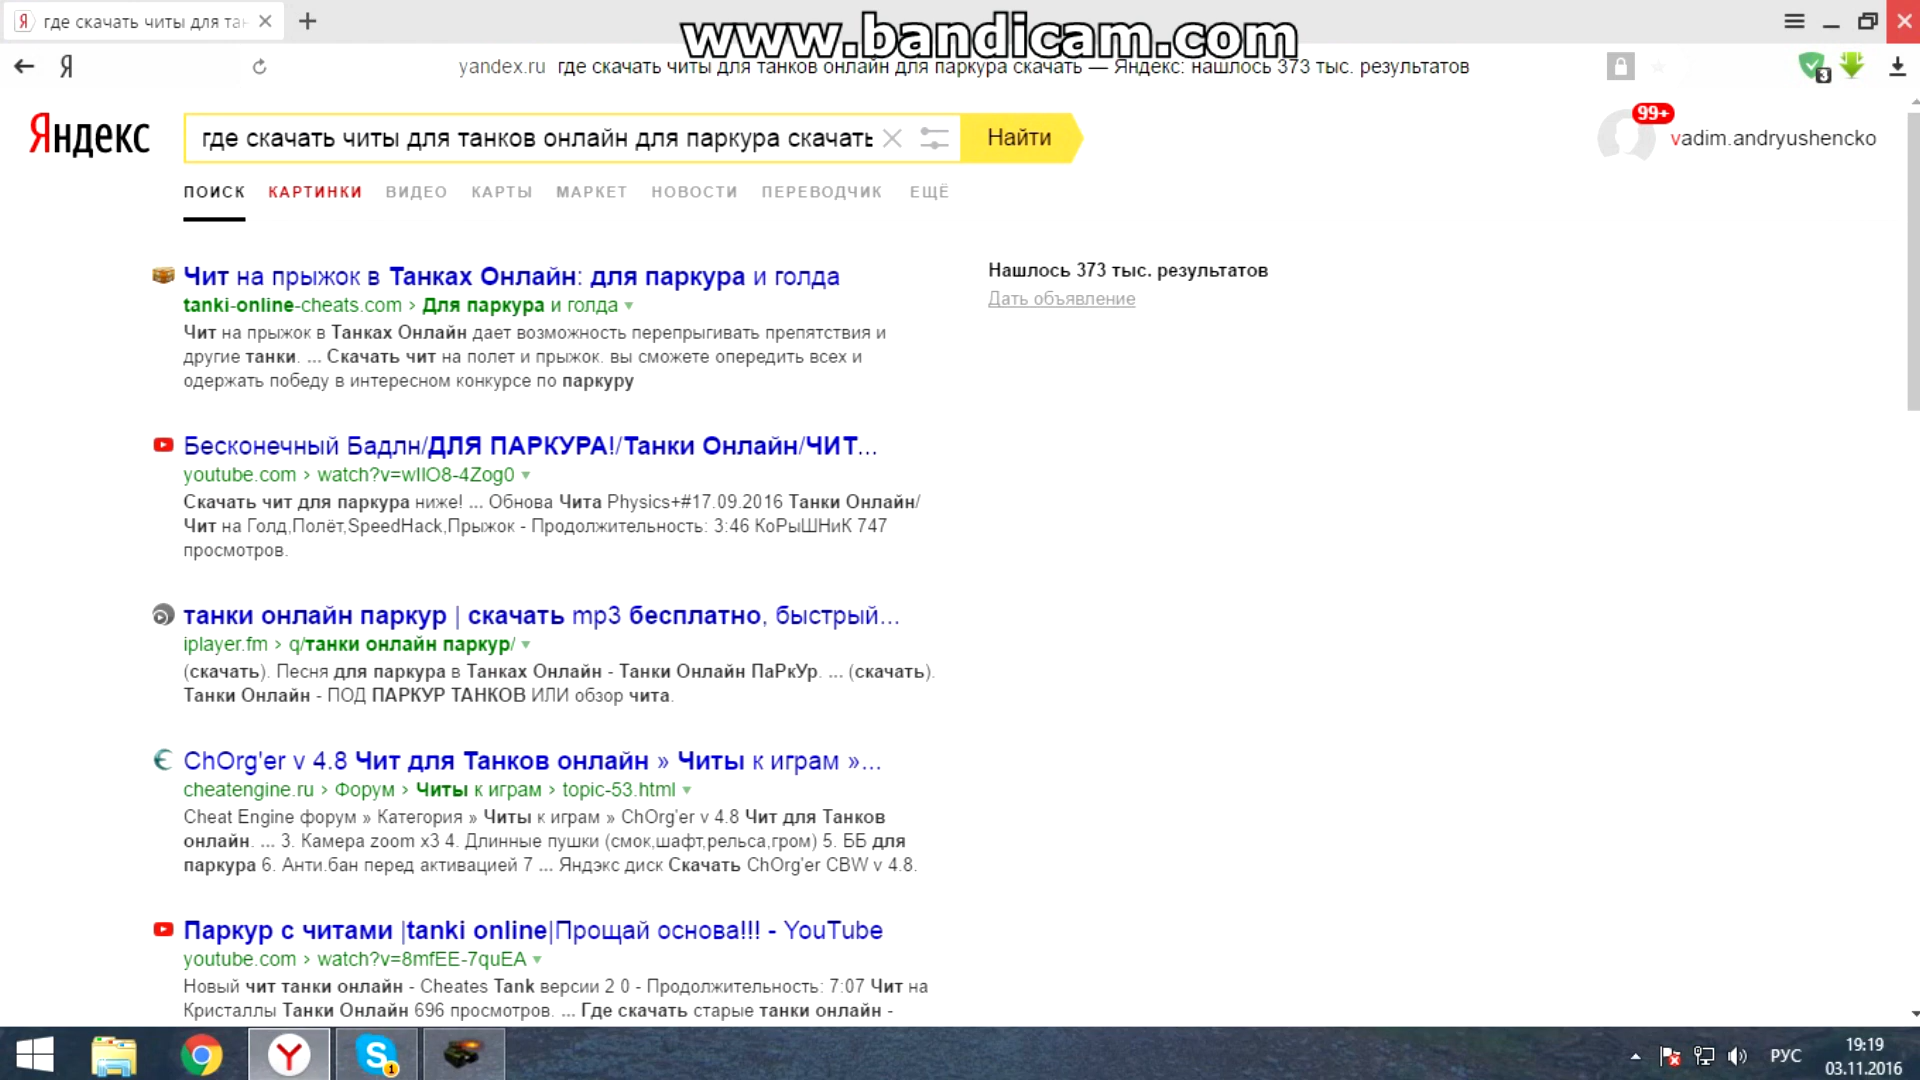 где скачать читы для тан
www.bandicam.com
Я
yandex.ru где скачать читы для танков онлайн для паркура скачать — Яндекс: нашлось 373 тыс. результатов
3
Яндекс
где скачать читы для танков онлайн для паркура скачать
Найти
99+
vadim.andryushencko
ПОИСК КАРТИНКИ ВИДЕО КАРТЫ МАРКЕТ НОВОСТИ ПЕРЕВОДЧИК ЕЩЁ
Чит на прыжок в Танках Онлайн: для паркура и голда
tanki-online-cheats.com › Для паркура и голда
Чит на прыжок в Танках Онлайн дает возможность перепрыгивать препятствия и
другие танки. ... Скачать чит на полет и прыжок. вы сможете опередить всех и
одержать победу в интересном конкурсе по паркуру
Нашлось 373 тыс. результатов
Дать объявление
Бесконечный Бадлн/ДЛЯ ПАРКУРА!/Танки Онлайн/ЧИТ...
youtube.com › watch?v=wIIO8-4Zog0
Скачать чит для паркура ниже! ... Обнова Чита Physics+#17.09.2016 Танки Онлайн/
Чит на Голд,Полёт,SpeedHack,Прыжок - Продолжительность: 3:46 КоРыШНиК 747
просмотров.
танки онлайн паркур | скачать mp3 бесплатно, быстрый...
iplayer.fm › q/танки онлайн паркур/
(скачать). Песня для паркура в Танках Онлайн - Танки Онлайн ПаРкУр. ... (скачать).
Танки Онлайн - ПОД ПАРКУР ТАНКОВ ИЛИ обзор чита.
ChOrg'er v 4.8 Чит для Танков онлайн » Читы к играм »...
cheatengine.ru › Форум › Читы к играм › topic-53.html
Cheat Engine форум » Категория » Читы к играм » ChOrg'er v 4.8 Чит для Танков
онлайн. ... 3. Камера zoom x3 4. Длинные пушки (смок,шафт,рельса,гром) 5. ББ для
паркура 6. Анти.бан перед активацией 7 ... Яндэкс диск Скачать ChOrg'er CBW v 4.8.
Паркур с читами |tanki online|Прощай основа!!! - YouTube
youtube.com › watch?v=8mfEE-7quEA
Новый чит танки онлайн - Cheates Tank версии 2 0 - Продолжительность: 7:07 Чит на
Кристаллы Танки Онлайн 696 просмотров. ... Где скачать старые танки онлайн -
1
РУС
19:19
03.11.2016